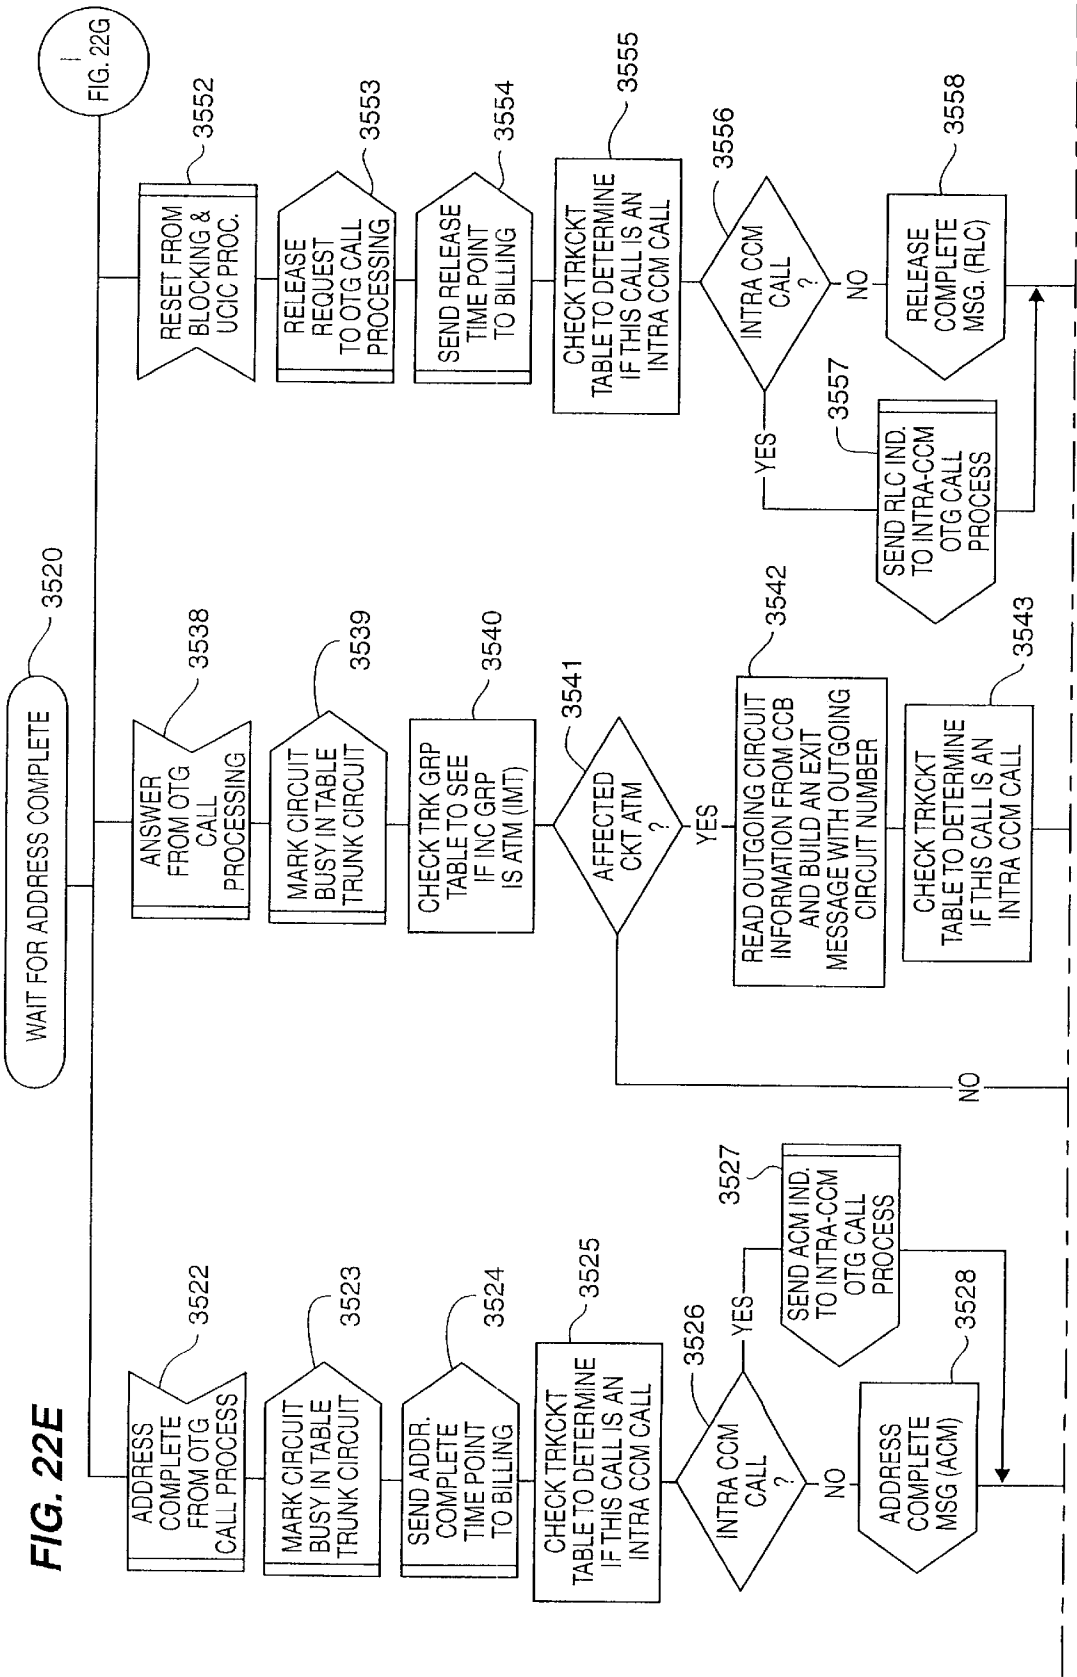 FIG. 22E
WAIT FOR ADDRESS COMPLETE
3520
I
FIG. 22G
ADDRESS
COMPLETE
FROM OTG
CALL PROCESS
3522
MARK CIRCUIT
BUSY IN TABLE
TRUNK CIRCUIT
3523
SEND ADDR.
COMPLETE
TIME POINT
TO BILLING
3524
CHECK TRKCKT
TABLE TO DETERMINE
IF THIS CALL IS AN
INTRA CCM CALL
3525
INTRA CCM
CALL
?
3526
YES
NO
SEND ACM IND.
TO INTRA-CCM
OTG CALL
PROCESS
3527
ADDRESS
COMPLETE
MSG (ACM)
3528
ANSWER
FROM OTG
CALL
PROCESSING
3538
MARK CIRCUIT
BUSY IN TABLE
TRUNK CIRCUIT
3539
CHECK TRK GRP
TABLE TO SEE
IF INC GRP
IS ATM (IMT)
3540
AFFECTED
CKT ATM
?
3541
YES
NO
READ OUTGOING CIRCUIT
INFORMATION FROM CCB
AND BUILD AN EXIT
MESSAGE WITH OUTGOING
CIRCUIT NUMBER
3542
CHECK TRKCKT
TABLE TO DETERMINE
IF THIS CALL IS AN
INTRA CCM CALL
3543
RESET FROM
BLOCKING &
UCIC PROC.
3552
RELEASE
REQUEST
TO OTG CALL
PROCESSING
3553
SEND RELEASE
TIME POINT
TO BILLING
3554
CHECK TRKCKT
TABLE TO DETERMINE
IF THIS CALL IS AN
INTRA CCM CALL
3555
INTRA CCM
CALL
?
3556
YES
NO
SEND RLC IND.
TO INTRA-CCM
OTG CALL
PROCESS
3557
RELEASE
COMPLETE
MSG. (RLC)
3558